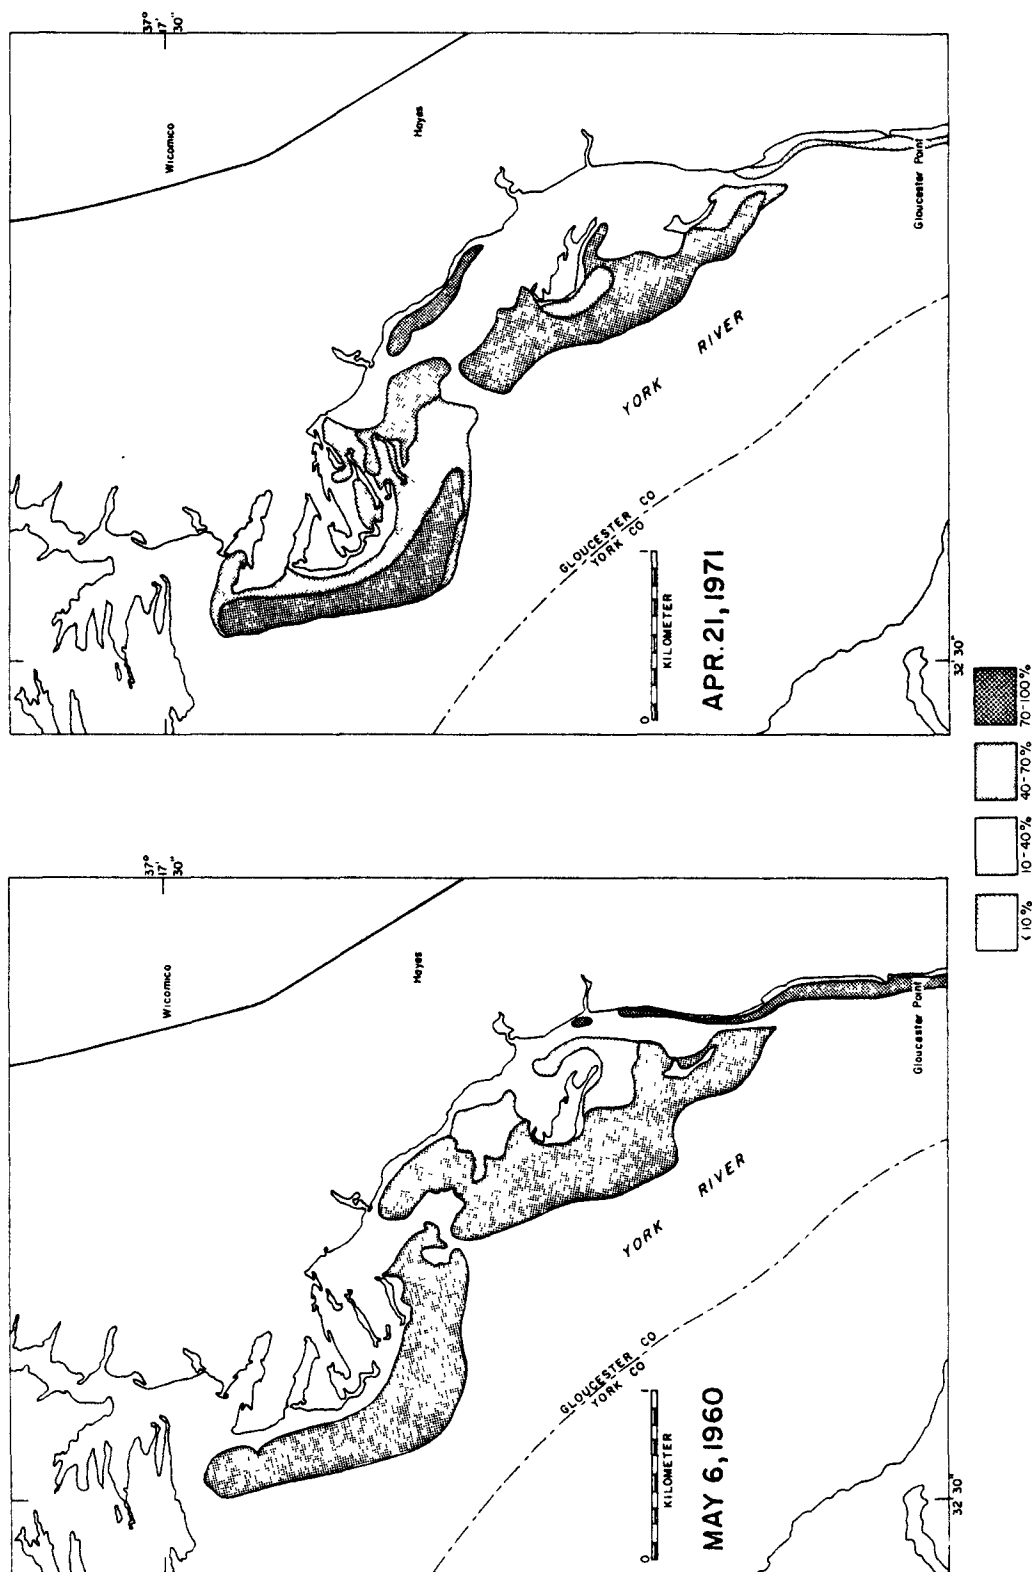 37°
17'
30"
Wicomico
Hayes
Gloucester Point
YORK RIVER
GLOUCESTER CO
YORK CO
0
KILOMETER
APR. 21, 1971
32'30"
37°
17'
30"
Wicomico
Hayes
Gloucester Point
YORK RIVER
GLOUCESTER CO
YORK CO
0
KILOMETER
MAY 6, 1960
32'30"
<10%
10-40%
40-70%
70-100%